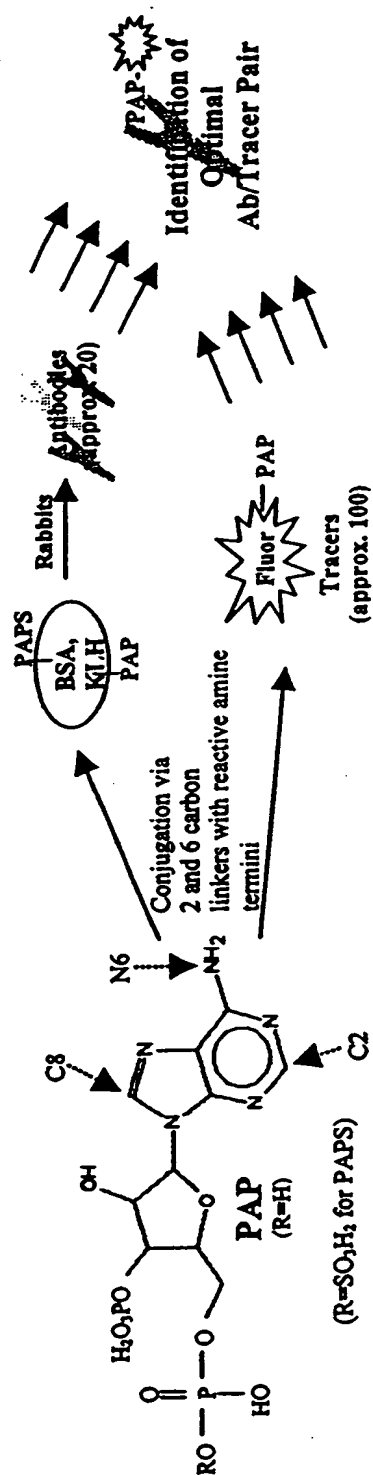 RO
O
P
HO
O
H₂O₃PO
OH
O
PAP
(R=H)
(R=SO₃H₂ for PAPS)
N
N
N
N
NH₂
C8
N6
C2
Conjugation via
2 and 6 carbon
linkers with reactive amine
termini
PAPS
BSA,
KLH
PAP
Rabbits
Antibodies
(approx. 20)
Fluor
PAP
Tracers
(approx. 100)
PAP-
Identification of
Optimal
Ab/Tracer Pair